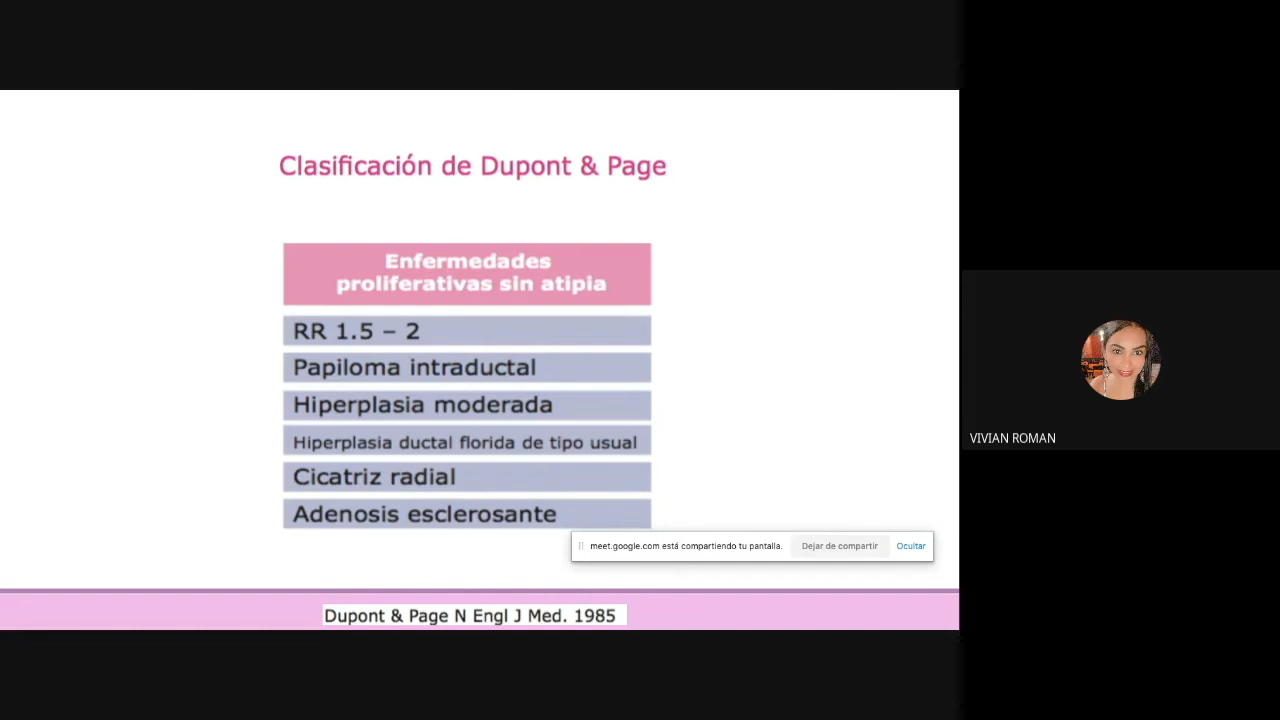 Clasificación de Dupont & Page
Enfermedades
proliferativas sin atipia
RR 1.5 – 2
Papiloma intraductal
Hiperplasia moderada
Hiperplasia ductal florida de tipo usual
Cicatriz radial
Adenosis esclerosante
meet.google.com está compartiendo tu pantalla.
Dejar de compartir
Ocultar
Dupont & Page N Engl J Med. 1985
VIVIAN ROMAN